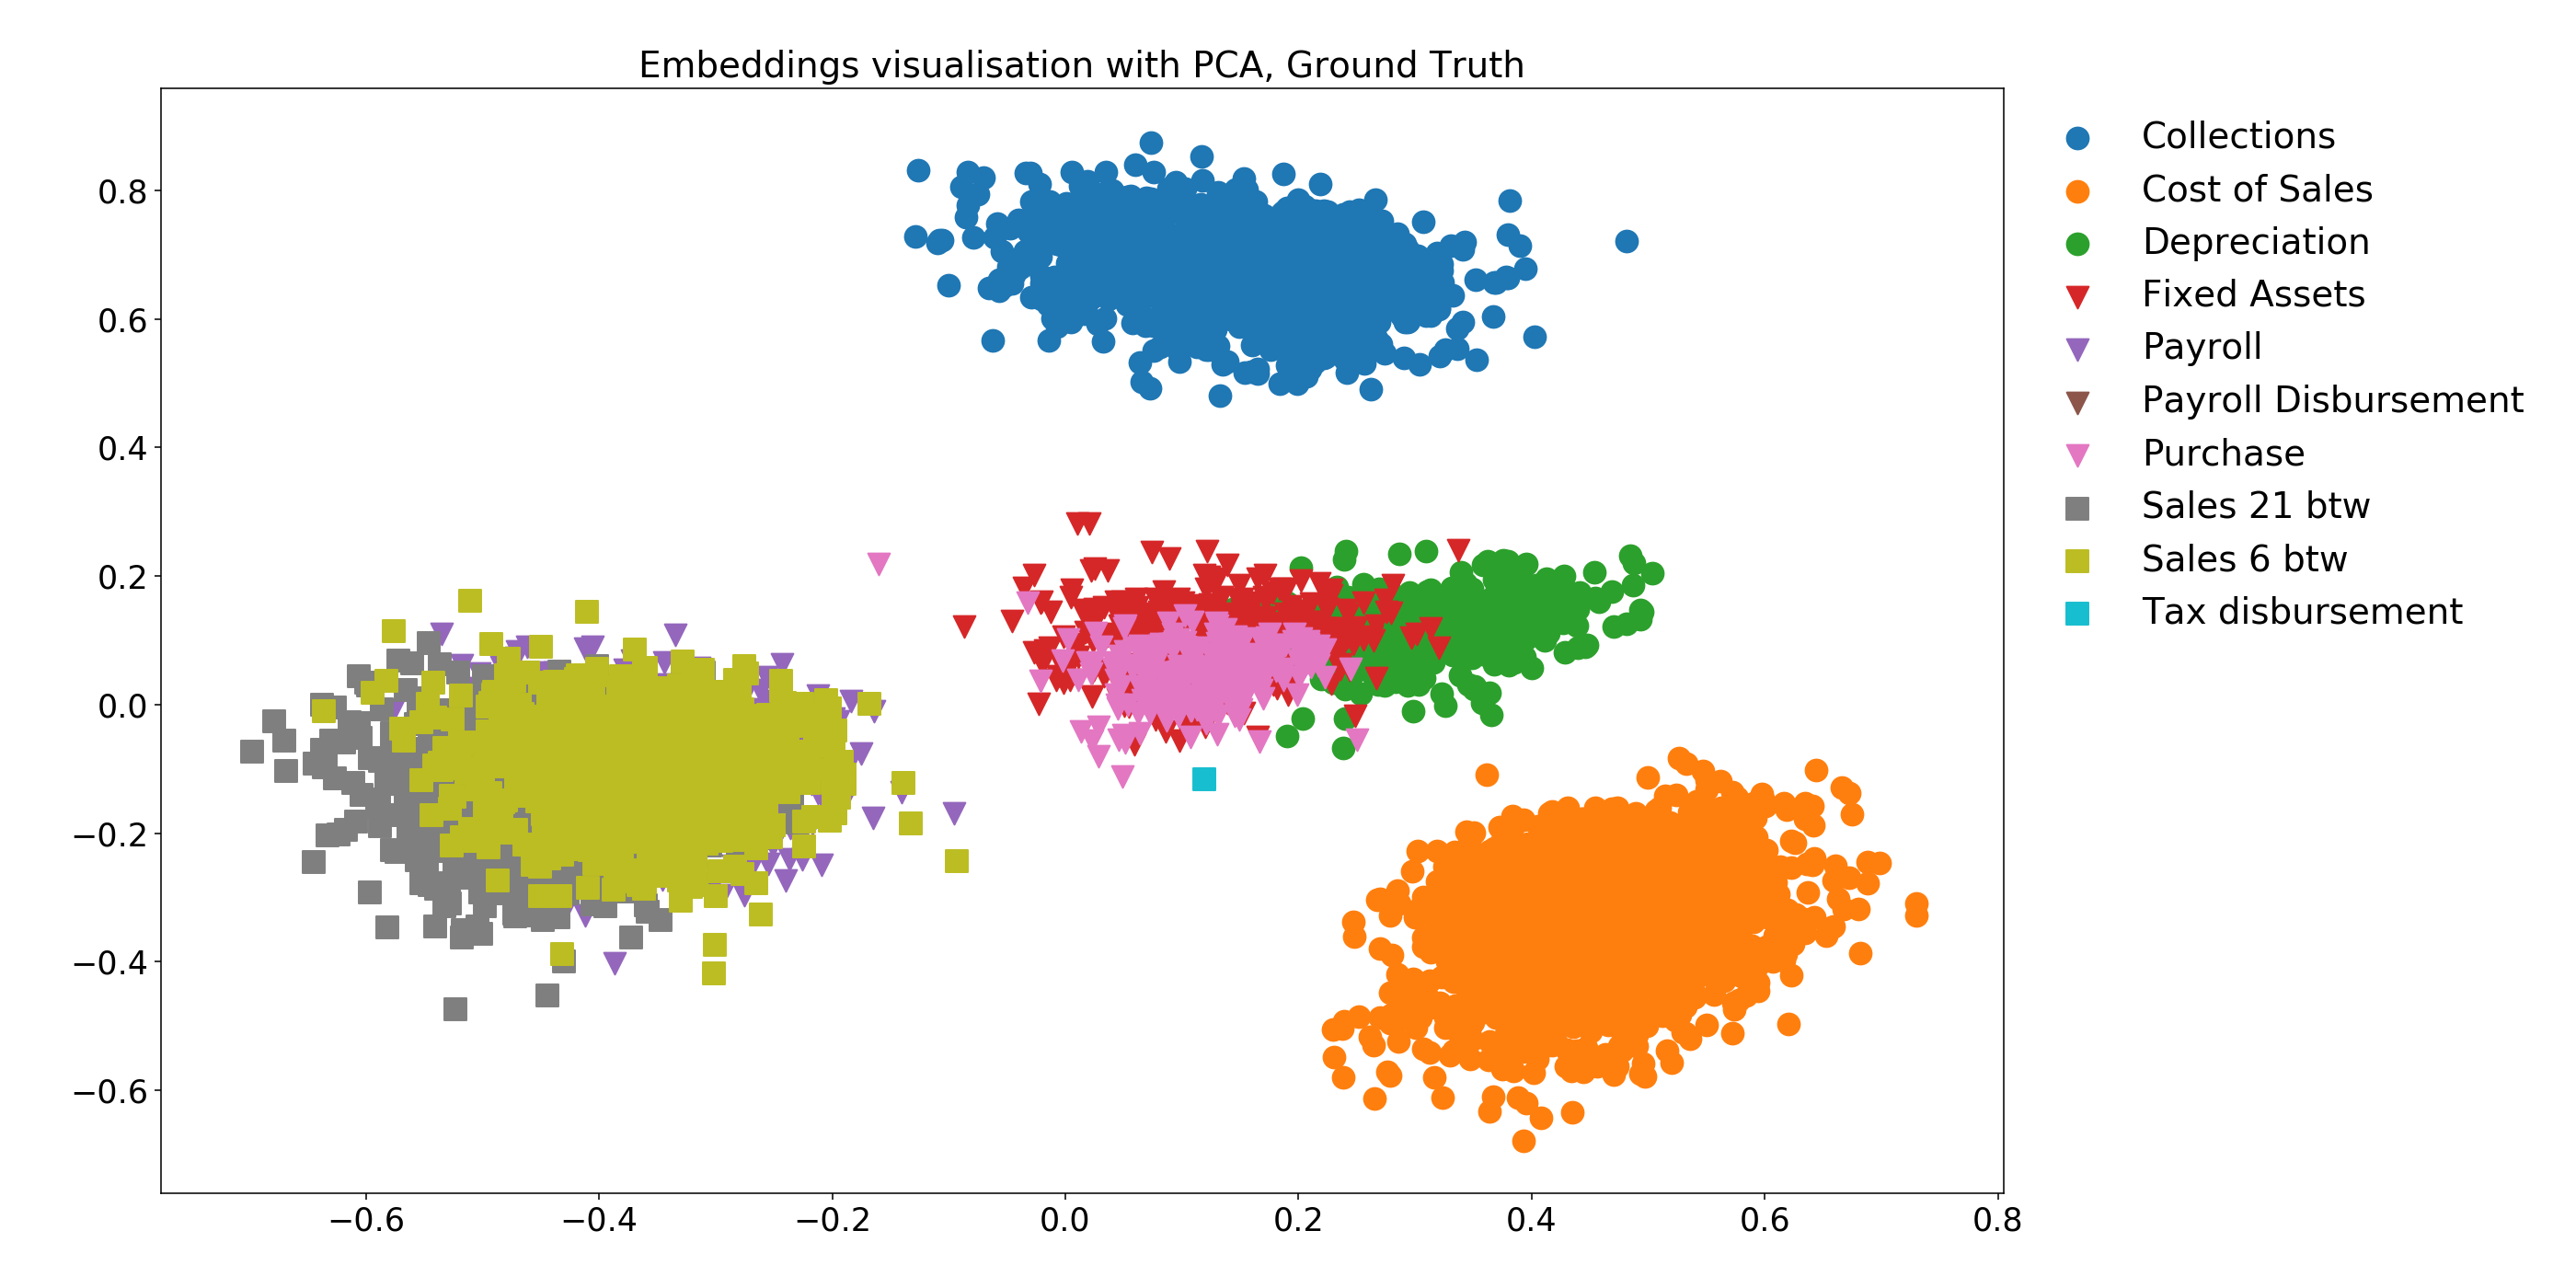 Embeddings visualisation with PCA, Ground Truth
0.8
0.6
0.4
0.2
0.0
−0.2
−0.4
−0.6
−0.6
−0.4
−0.2
0.0
0.2
0.4
0.6
0.8
Collections
Cost of Sales
Depreciation
Fixed Assets
Payroll
Payroll Disbursement
Purchase
Sales 21 btw
Sales 6 btw
Tax disbursement